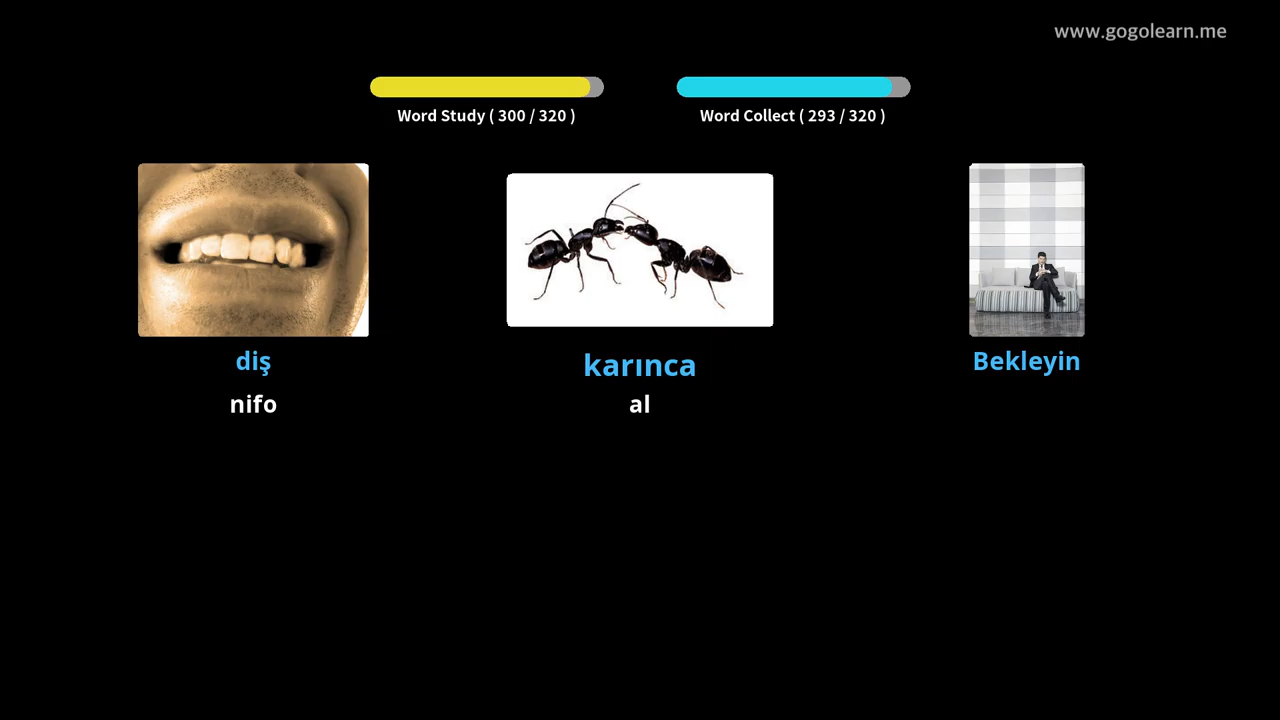 www.gogolearn.me
Word Study ( 300 / 320 )
Word Collect ( 293 / 320 )
diş
karınca
Bekleyin
nifo
al